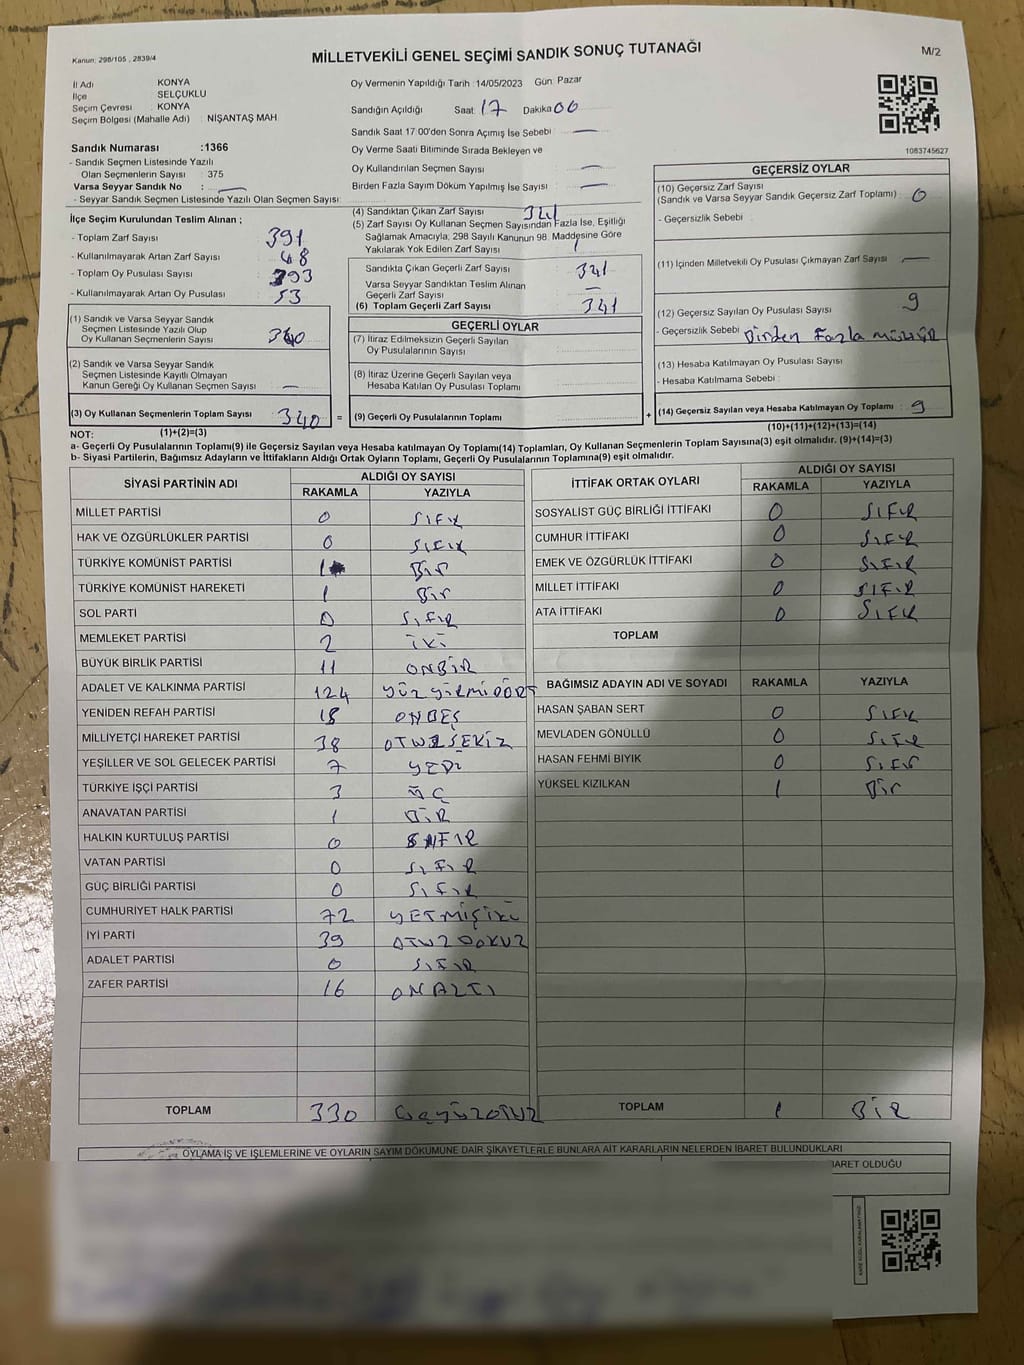 Kanun; 298/105 , 2839/4
MİLLETVEKİLİ GENEL SEÇİMİ SANDIK SONUÇ TUTANAĞI
M/2
İl Adı KONYA
İlçe SELÇUKLU
Seçim Çevresi KONYA
Seçim Bölgesi (Mahalle Adı) : NİŞANTAŞ MAH
Oy Vermenin Yapıldığı Tarih : 14/05/2023 Gün: Pazar
Sandığın Açıldığı Saat: 17 Dakika 00
Sandık Saat 17:00'den Sonra Açımış İse Sebebi : —
Oy Verme Saati Bitiminde Sırada Bekleyen ve
Oy Kullandırılan Seçmen Sayısı : —
Birden Fazla Sayım Döküm Yapılmış İse Sayısı : —
1083745627
Sandık Numarası :1366
- Sandık Seçmen Listesinde Yazılı
Olan Seçmenlerin Sayısı : 375
Varsa Seyyar Sandık No : —
- Seyyar Sandık Seçmen Listesinde Yazılı Olan Seçmen Sayısı:
İlçe Seçim Kurulundan Teslim Alınan ;
- Toplam Zarf Sayısı 391
- Kullanılmayarak Artan Zarf Sayısı : 48
- Toplam Oy Pusulası Sayısı : 393
- Kullanılmayarak Artan Oy Pusulası : 53
(1) Sandık ve Varsa Seyyar Sandık
Seçmen Listesinde Yazılı Olup
Oy Kullanan Seçmenlerin Sayısı : 340
(2) Sandık ve Varsa Seyyar Sandık
Seçmen Listesinde Kayıtlı Olmayan
Kanun Gereği Oy Kullanan Seçmen Sayısı : —
(3) Oy Kullanan Seçmenlerin Toplam Sayısı : 340
(1)+(2)=(3)
(4) Sandıktan Çıkan Zarf Sayısı : 341
(5) Zarf Sayısı Oy Kullanan Seçmen Sayısından Fazla İse, Eşitliği
Sağlamak Amacıyla; 298 Sayılı Kanunun 98. Maddesine Göre
Yakılarak Yok Edilen Zarf Sayısı : 1
Sandıkta Çıkan Geçerli Zarf Sayısı : 341
Varsa Seyyar Sandıktan Teslim Alınan
Geçerli Zarf Sayısı : —
(6) Toplam Geçerli Zarf Sayısı : 341
GEÇERLİ OYLAR
(7) İtiraz Edilmeksizin Geçerli Sayılan
Oy Pusulalarının Sayısı :
(8) İtiraz Üzerine Geçerli Sayılan veya
Hesaba Katılan Oy Pusulası Toplamı :
= (9) Geçerli Oy Pusulalarının Toplamı :
GEÇERSİZ OYLAR
(10) Geçersiz Zarf Sayısı
(Sandık ve Varsa Seyyar Sandık Geçersiz Zarf Toplamı) : 0
- Geçersizlik Sebebi :
(11) İçinden Milletvekili Oy Pusulası Çıkmayan Zarf Sayısı : —
(12) Geçersiz Sayılan Oy Pusulası Sayısı : 9
- Geçersizlik Sebebi : Birden Fazla mühür
(13) Hesaba Katılmayan Oy Pusulası Sayısı :
- Hesaba Katılmama Sebebi :
+ (14) Geçersiz Sayılan veya Hesaba Katılmayan Oy Toplamı : 9
(10)+(11)+(12)+(13)=(14)
NOT:
a- Geçerli Oy Pusulalarının Toplamı(9) ile Geçersiz Sayılan veya Hesaba katılmayan Oy Toplamı(14) Toplamları, Oy Kullanan Seçmenlerin Toplam Sayısına(3) eşit olmalıdır. (9)+(14)=(3)
b- Siyasi Partilerin, Bağımsız Adayların ve İttifakların Aldığı Ortak Oyların Toplamı, Geçerli Oy Pusulalarının Toplamına(9) eşit olmalıdır.
SİYASİ PARTİNİN ADI ALDIĞI OY SAYISI
RAKAMLA YAZIYLA
MİLLET PARTİSİ 0 SIFIR
HAK VE ÖZGÜRLÜKLER PARTİSİ 0 SIFIR
TÜRKİYE KOMÜNİST PARTİSİ 1 Bir
TÜRKİYE KOMÜNİST HAREKETİ 1 Bir
SOL PARTİ 0 SIFIR
MEMLEKET PARTİSİ 2 İKİ
BÜYÜK BİRLİK PARTİSİ 11 ONBİR
ADALET VE KALKINMA PARTİSİ 124 YÜZ YİRMİDÖRT
YENİDEN REFAH PARTİSİ 15 ONBEŞ
MİLLİYETÇİ HAREKET PARTİSİ 38 OTUZSEKİZ
YEŞİLLER VE SOL GELECEK PARTİSİ 7 YEDİ
TÜRKİYE İŞÇİ PARTİSİ 3 ÜÇ
ANAVATAN PARTİSİ 1 BİR
HALKIN KURTULUŞ PARTİSİ 0 SIFIR
VATAN PARTİSİ 0 SIFIR
GÜÇ BİRLİĞİ PARTİSİ 0 SIFIR
CUMHURİYET HALK PARTİSİ 72 YETMİŞİKİ
İYİ PARTİ 39 OTUZDOKUZ
ADALET PARTİSİ 0 SIFIR
ZAFER PARTİSİ 16 ONALTI
TOPLAM 330 üçyüzotuz
İTTİFAK ORTAK OYLARI ALDIĞI OY SAYISI
RAKAMLA YAZIYLA
SOSYALİST GÜÇ BİRLİĞİ İTTİFAKI 0 SIFIR
CUMHUR İTTİFAKI 0 SIFIR
EMEK VE ÖZGÜRLÜK İTTİFAKI 0 SIFIR
MİLLET İTTİFAKI 0 SIFIR
ATA İTTİFAKI 0 SIFIR
TOPLAM
BAĞIMSIZ ADAYIN ADI VE SOYADI RAKAMLA YAZIYLA
HASAN ŞABAN SERT 0 SIFIR
MEVLADEN GÖNÜLLÜ 0 SIFIR
HASAN FEHMİ BIYIK 0 SIFIR
YÜKSEL KIZILKAN 1 Bir
TOPLAM 1 BİR
OYLAMA İŞ VE İŞLEMLERİNE VE OYLARIN SAYIM DÖKÜMÜNE DAİR ŞİKAYETLERLE BUNLARA AİT KARARLARIN NELERDEN İBARET BULUNDUKLARI
İBARET OLDUĞU